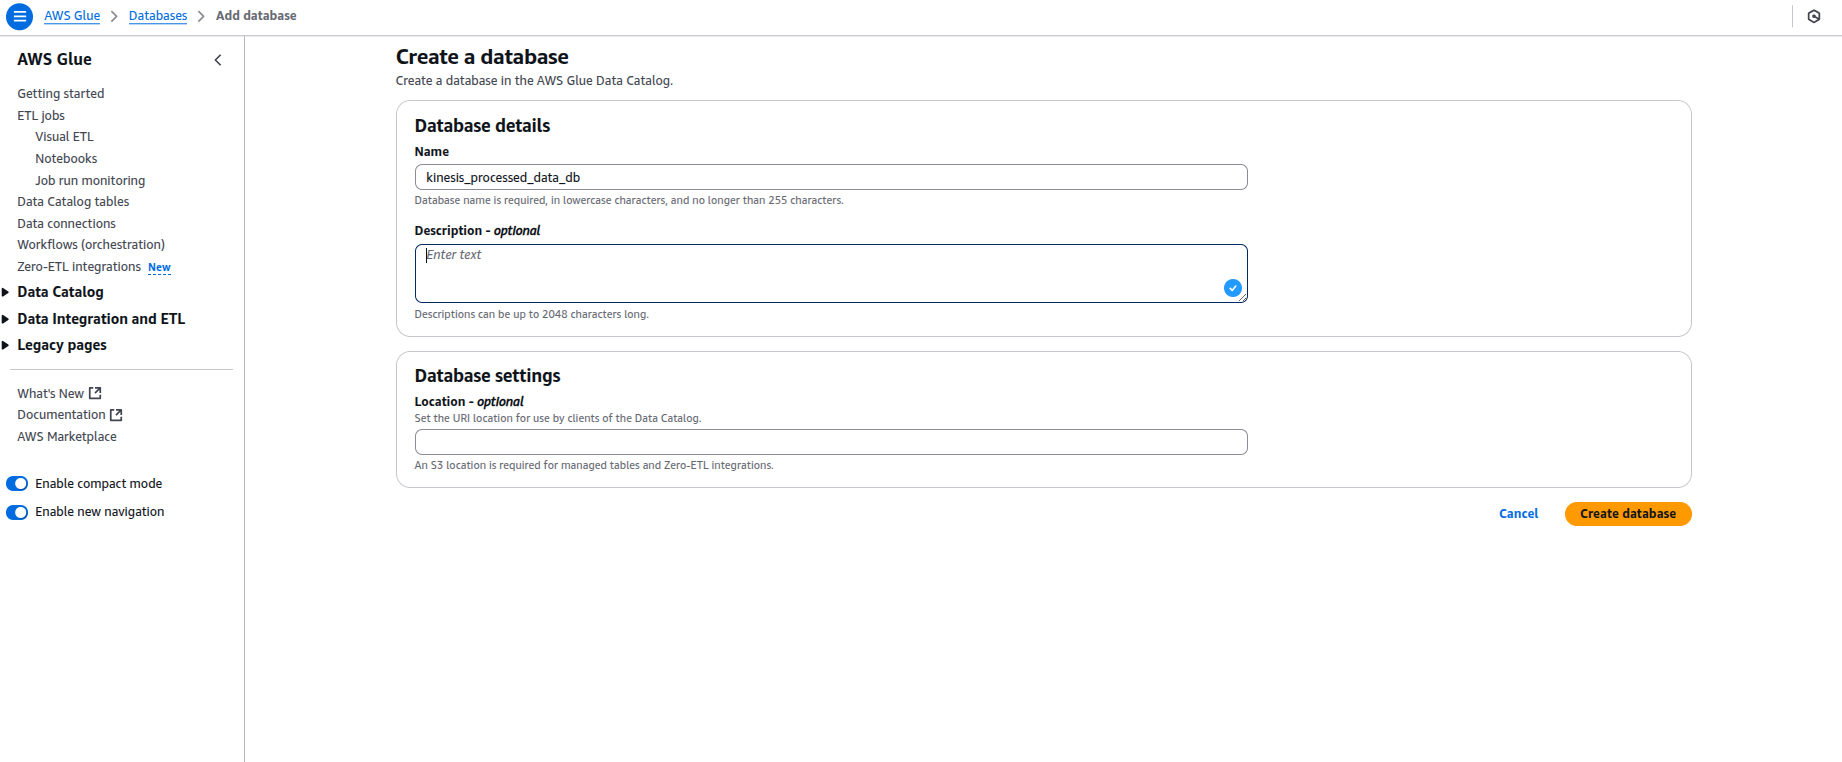 AWS Glue > Databases > Add database
AWS Glue
Getting started
ETL jobs
Visual ETL
Notebooks
Job run monitoring
Data Catalog tables
Data connections
Workflows (orchestration)
Zero-ETL integrations New
Data Catalog
Data Integration and ETL
Legacy pages
What's New
Documentation
AWS Marketplace
Enable compact mode
Enable new navigation
Create a database
Create a database in the AWS Glue Data Catalog.
Database details
Name
kinesis_processed_data_db
Database name is required, in lowercase characters, and no longer than 255 characters.
Description - optional
Enter text
Descriptions can be up to 2048 characters long.
Database settings
Location - optional
Set the URI location for use by clients of the Data Catalog.
An S3 location is required for managed tables and Zero-ETL integrations.
Cancel
Create database